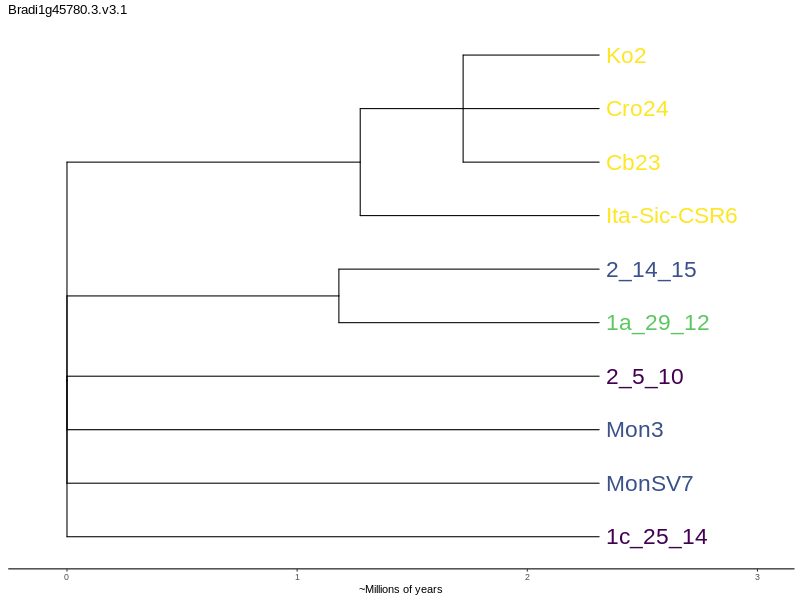 Bradi1g45780.3.v3.1
Ko2
Cro24
Cb23
Ita-Sic-CSR6
2_14_15
1a_29_12
2_5_10
Mon3
MonSV7
1c_25_14
0 1 2 3
~Millions of years